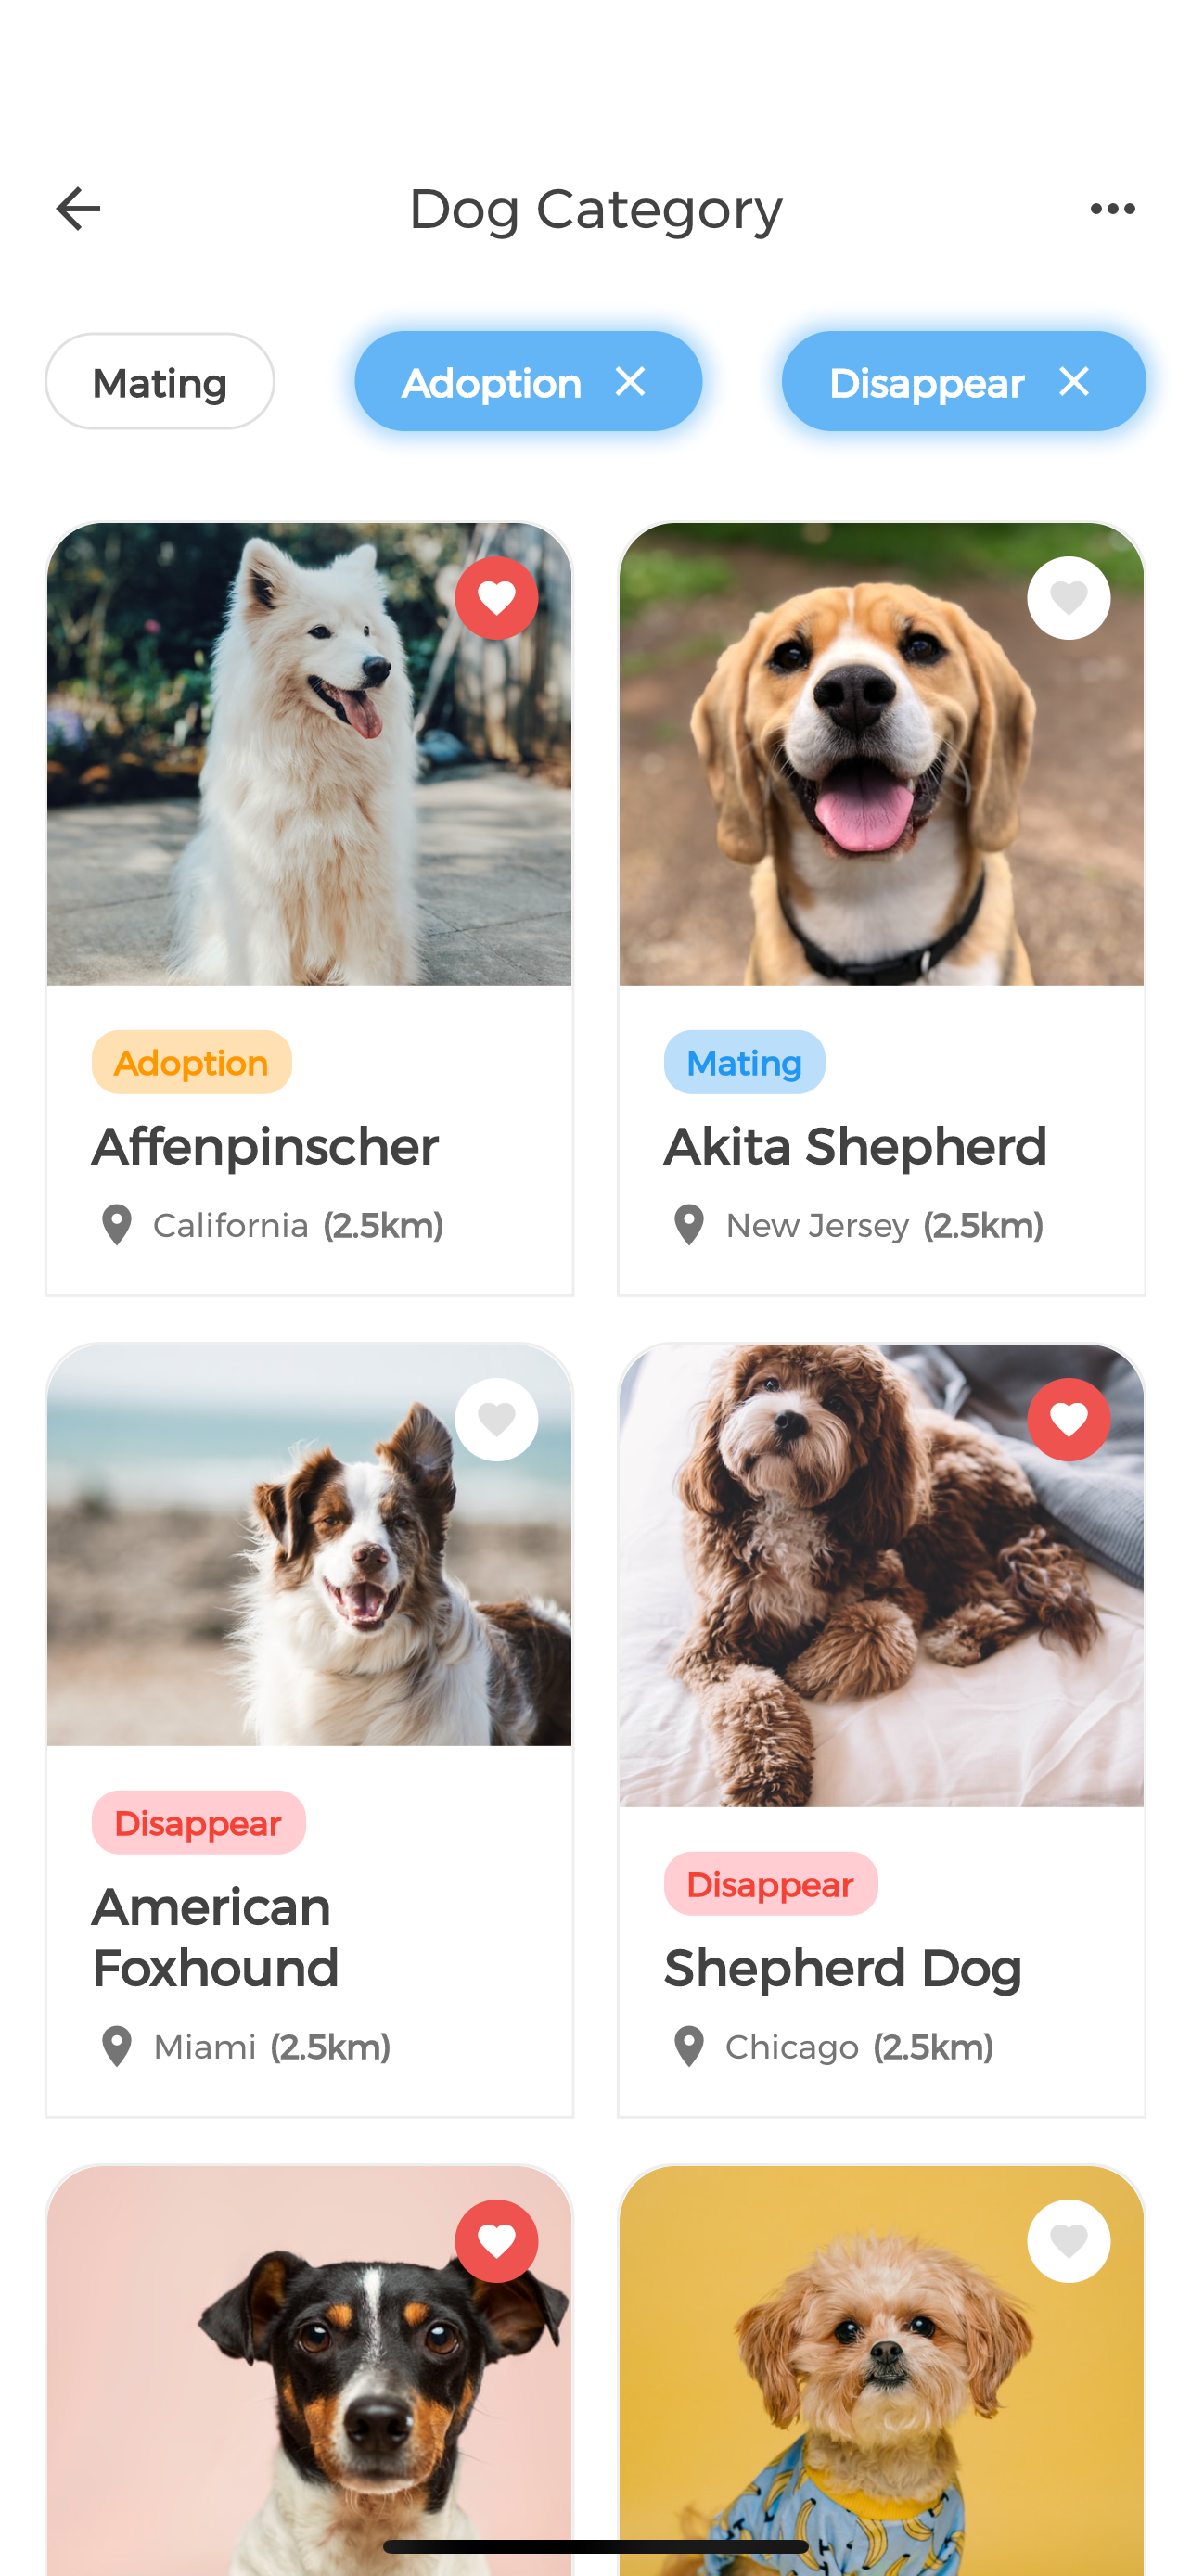 Dog Category
Mating
Adoption
Disappear
Adoption
Affenpinscher
California (2.5km)
Mating
Akita Shepherd
New Jersey (2.5km)
Disappear
American
Foxhound
Miami (2.5km)
Disappear
Shepherd Dog
Chicago (2.5km)